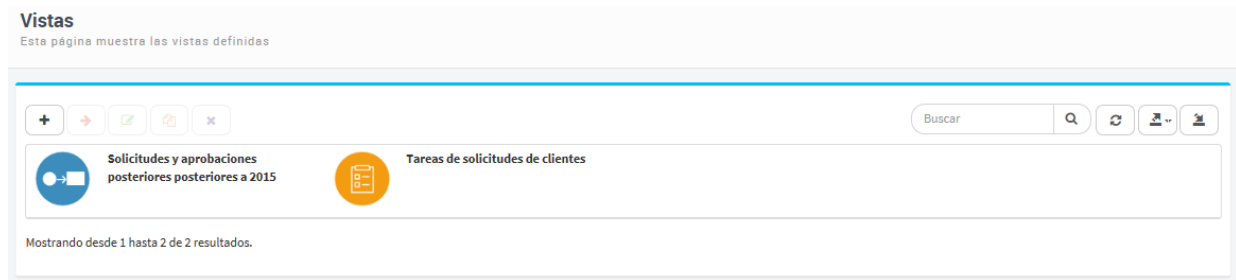 Vistas
Esta página muestra las vistas definidas
Buscar
Solicitudes y aprobaciones
posteriores posteriores a 2015
Tareas de solicitudes de clientes
Mostrando desde 1 hasta 2 de 2 resultados.